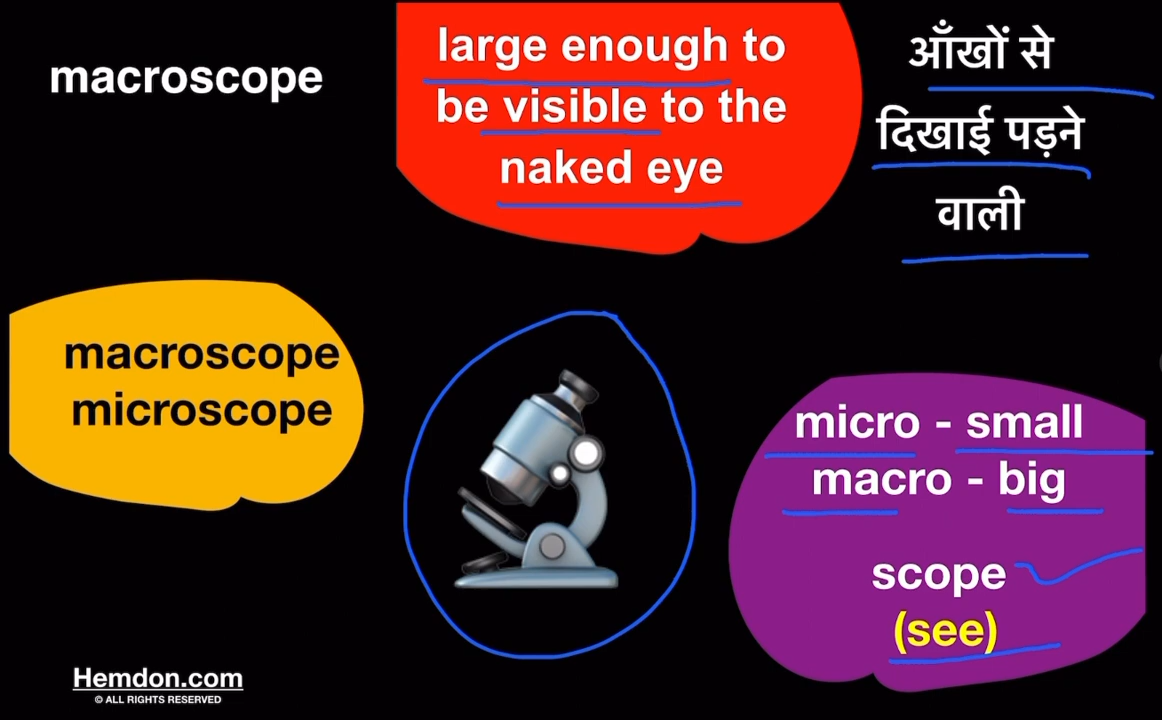 macroscope
large enough to
be visible to the
naked eye
आँखों से
दिखाई पड़ने
वाली
macroscope
microscope
micro - small
macro - big
scope
(see)
Hemdon.com
© ALL RIGHTS RESERVED